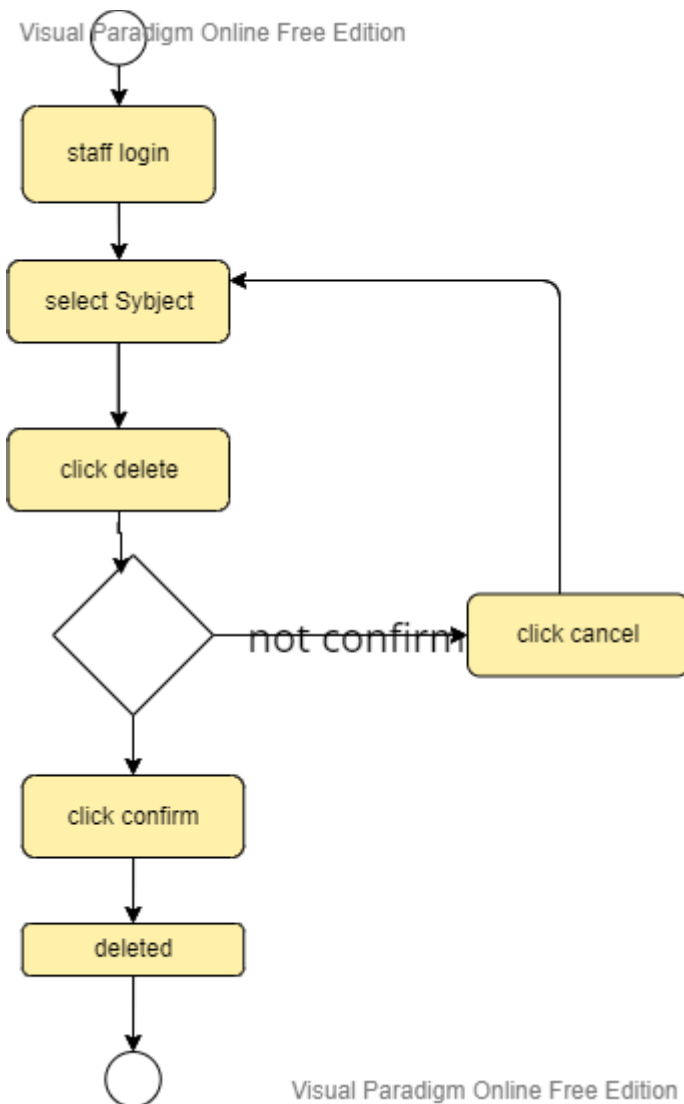 Visual Paradigm Online Free Edition
staff login
select Sybject
click delete
not confirm
click cancel
click confirm
deleted
Visual Paradigm Online Free Edition